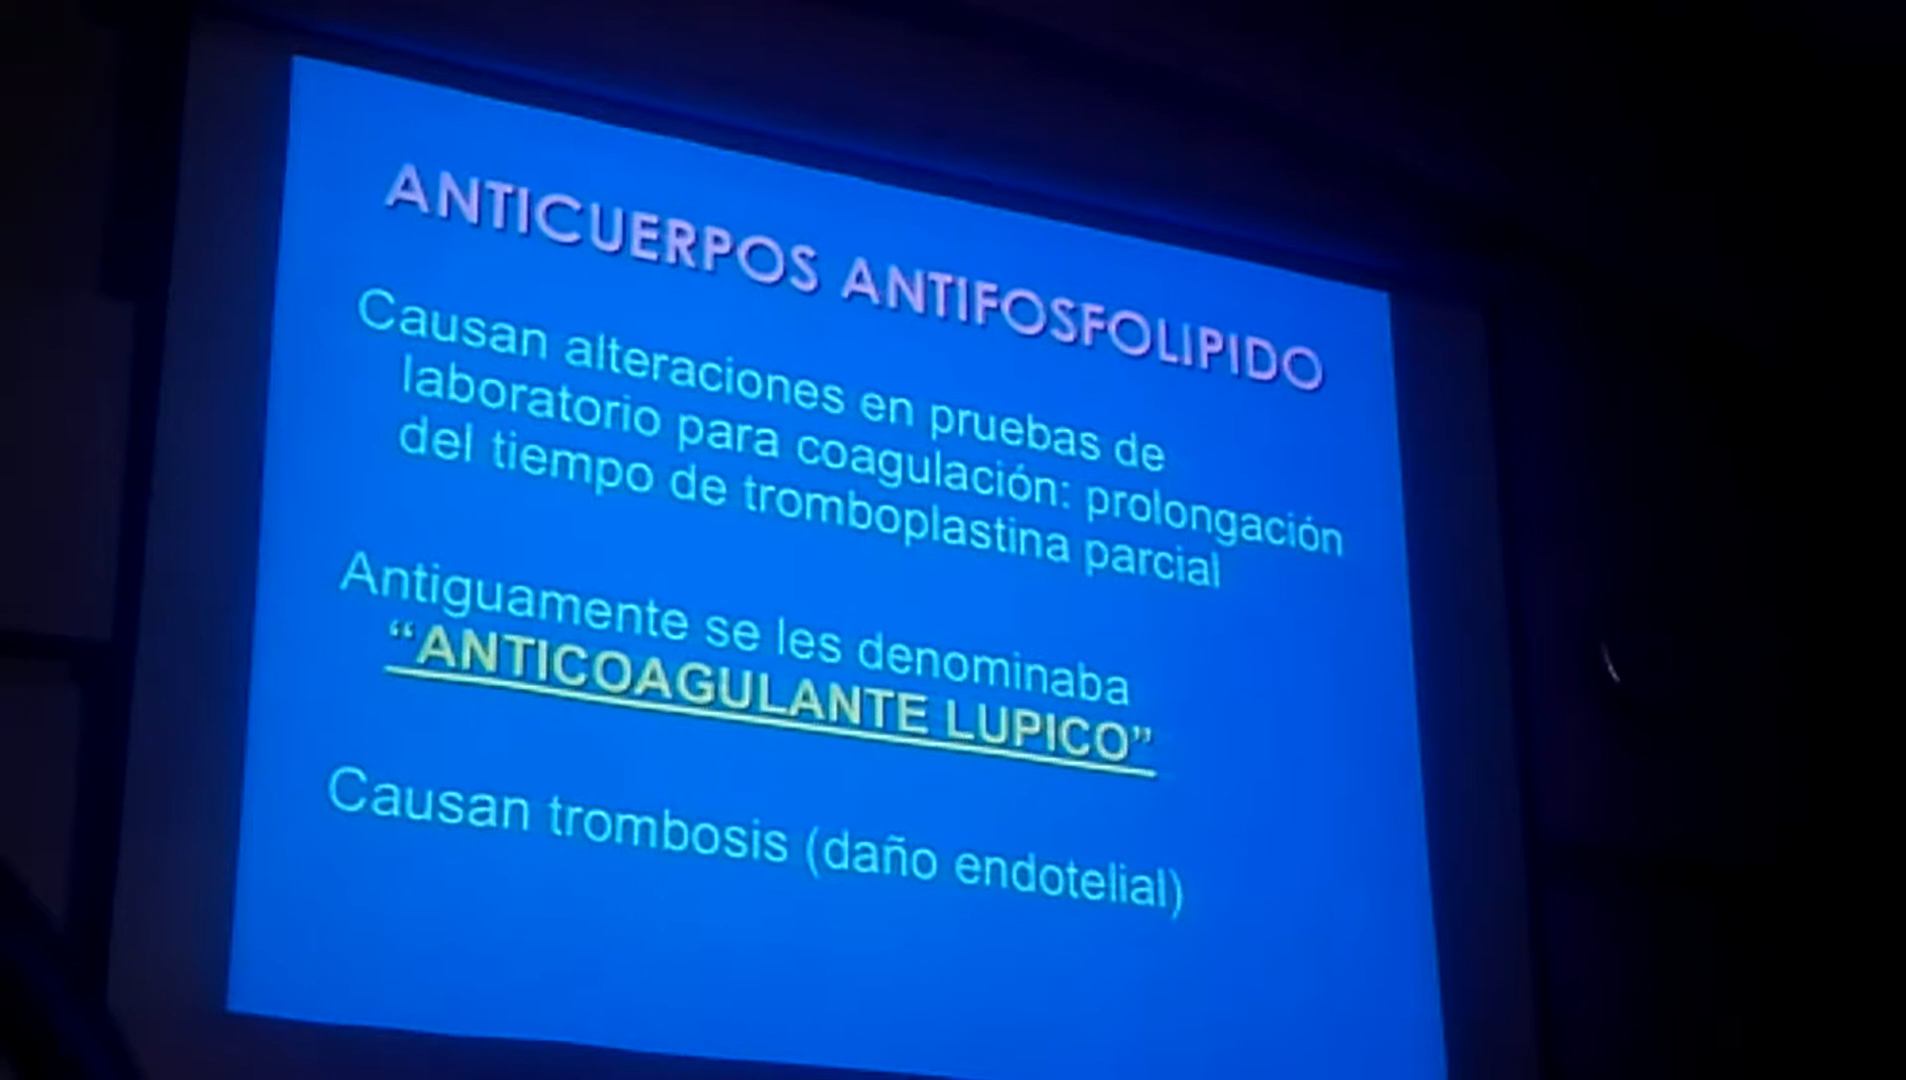 ANTICUERPOS ANTIFOSFOLIPIDO
Causan alteraciones en pruebas de
laboratorio para coagulación: prolongación
del tiempo de tromboplastina parcial
Antiguamente se les denominaba
“ANTICOAGULANTE LUPICO”
Causan trombosis (daño endotelial)